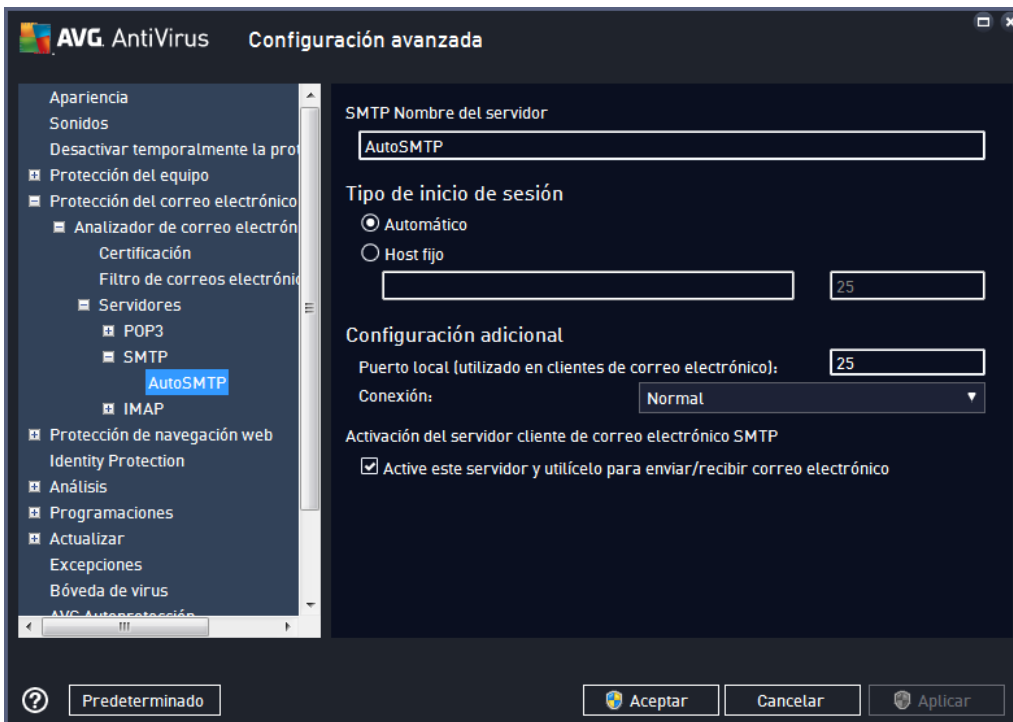 AVG AntiVirus Configuración avanzada
Apariencia
Sonidos
Desactivar temporalmente la prot
Protección del equipo
Protección del correo electrónico
Analizador de correo electrón
Certificación
Filtro de correos electrónic
Servidores
POP3
SMTP
AutoSMTP
IMAP
Protección de navegación web
Identity Protection
Análisis
Programaciones
Actualizar
Excepciones
Bóveda de virus
AVG Autoprotección
SMTP Nombre del servidor
AutoSMTP
Tipo de inicio de sesión
Automático
Host fijo
25
Configuración adicional
Puerto local (utilizado en clientes de correo electrónico): 25
Conexión: Normal
Activación del servidor cliente de correo electrónico SMTP
Active este servidor y utilícelo para enviar/recibir correo electrónico
? Predeterminado Aceptar Cancelar Aplicar